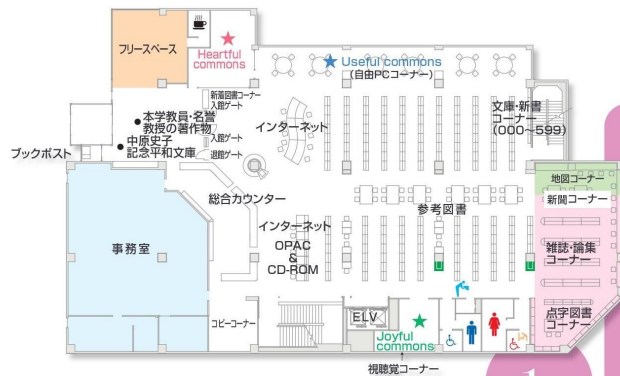 フリースペース
Heartful
commons
Useful commons
(自由PCコーナー)
新着図書コーナー
入館ゲート
本学教員・名誉
教授の著作物
中原史子
記念平和文庫
入館ゲート
退館ゲート
インターネット
文庫・新書
コーナー
(000~599)
ブックポスト
地図コーナー
新聞コーナー
総合カウンター
参考図書
インターネット
OPAC
&
CD-ROM
事務室
雑誌・論集
コーナー
点字図書
コーナー
コピーコーナー
ELV
Joyful
commons
視聴覚コーナー
1